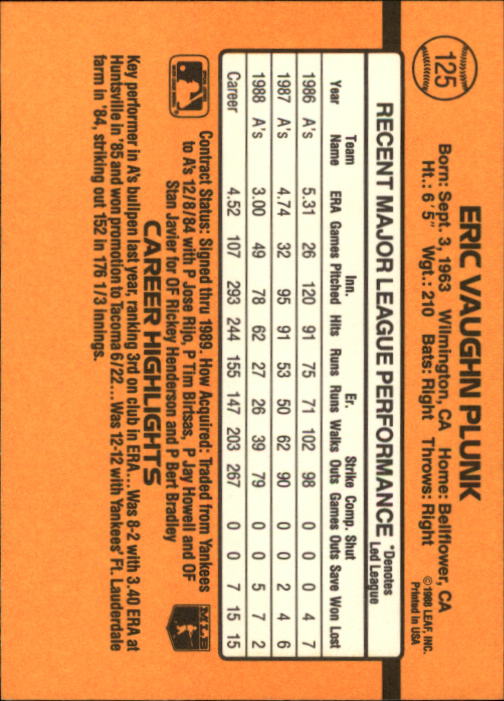 125
ERIC VAUGHN PLUNK
Born: Sept. 3, 1963 Wilmington, CA Home: Bellflower, CA
Ht.: 6' 5" Wgt.: 210 Bats: Right Throws: Right
©1988 LEAF, INC.
Printed in USA
RECENT MAJOR LEAGUE PERFORMANCE *Denotes Led League
Team Inn. Er. Strike Comp. Shut
Year Name ERA Games Pitched Hits Runs Runs Walks Outs Games Outs Save Won Lost
1986 A's 5.31 26 120 91 75 71 102 98 0 0 0 4 7
1987 A's 4.74 32 95 91 53 50 62 90 0 0 2 4 6
1988 A's 3.00 49 78 62 27 26 39 79 0 0 5 7 2
Career 4.52 107 293 244 155 147 203 267 0 0 7 15 15
Contract Status: Signed thru 1989. How Acquired: Traded from Yankees
to A's 12/8/84 with P Jose Rijo, P Tim Birtsas, P Jay Howell and OF
Stan Javier for OF Rickey Henderson and P Bert Bradley
MLB
CAREER HIGHLIGHTS
Key performer in A's bullpen last year, ranking 3rd on club in ERA... Was 8-2 with 3.40 ERA at
Huntsville in '85 and won promotion to Tacoma 6/22... Was 12-12 with Yankees' Ft. Lauderdale
farm in '84, striking out 152 in 176 1/3 innings.